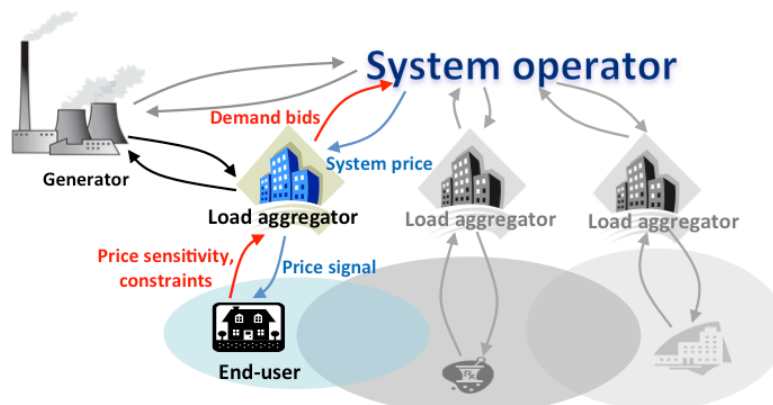 System operator
Demand bids
System price
Generator
Load aggregator
Load aggregator
Load aggregator
Price sensitivity,
constraints
Price signal
Rx
End-user